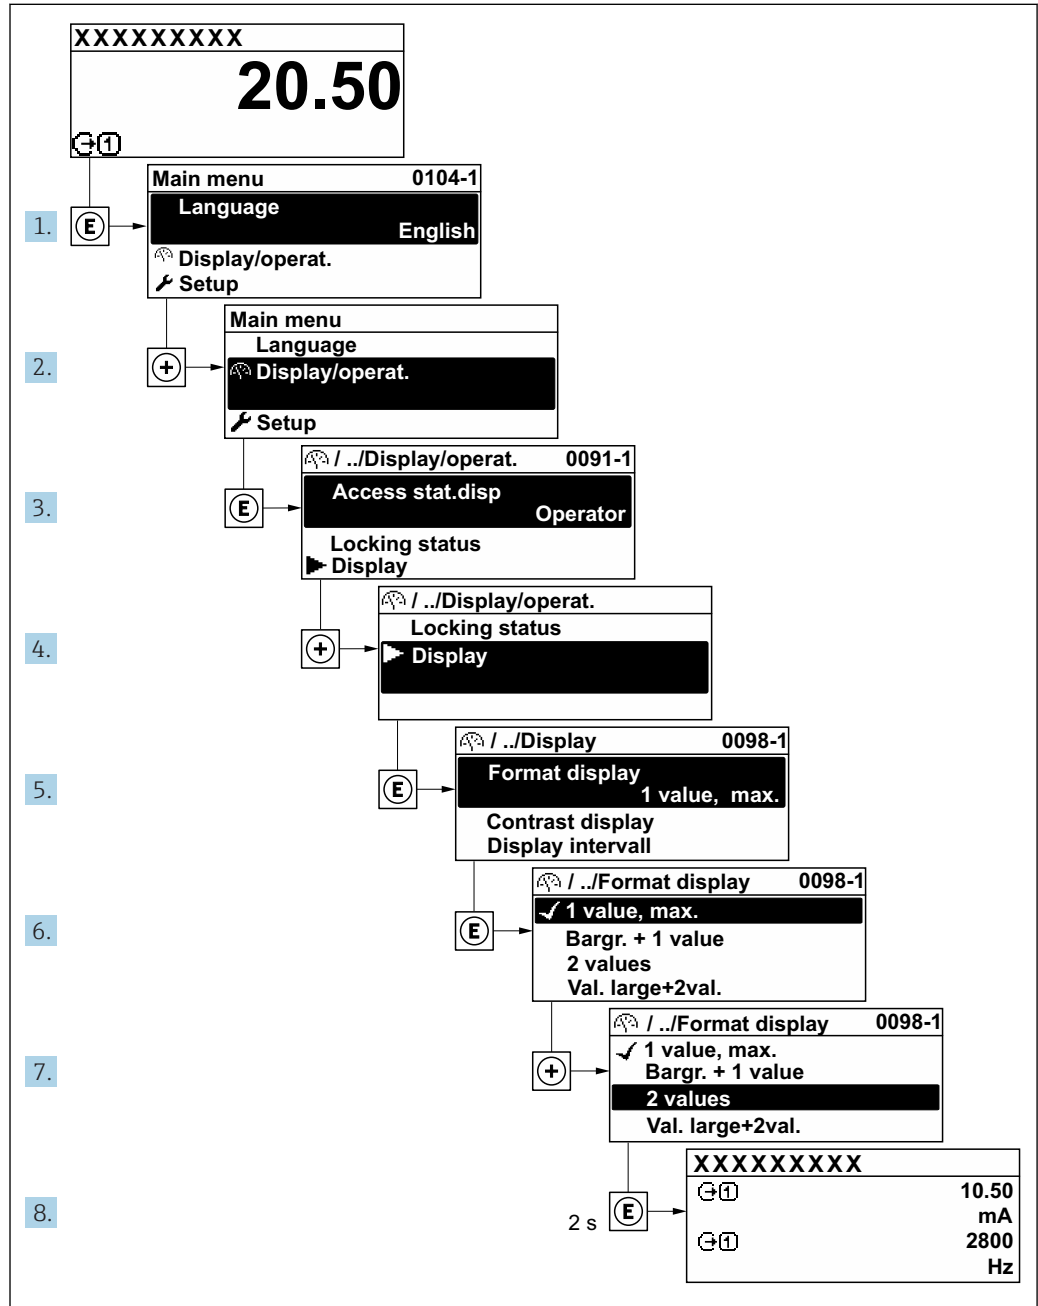 XXXXXXXXX
20.50
1
Main menu 0104-1
Language
English
1. E
Display/operat.
Setup
Main menu
Language
2. +
Display/operat.
Setup
/ ../Display/operat. 0091-1
Access stat.disp
3. E
Operator
Locking status
Display
/ ../Display/operat.
Locking status
4. +
Display
/ ../Display 0098-1
Format display
5. E
1 value, max.
Contrast display
Display intervall
/ ../Format display 0098-1
1 value, max.
6. E
Bargr. + 1 value
2 values
Val. large+2val.
/ ../Format display 0098-1
1 value, max.
7. +
Bargr. + 1 value
2 values
Val. large+2val.
XXXXXXXXX
1 10.50
8. 2 s E
mA
1 2800
Hz